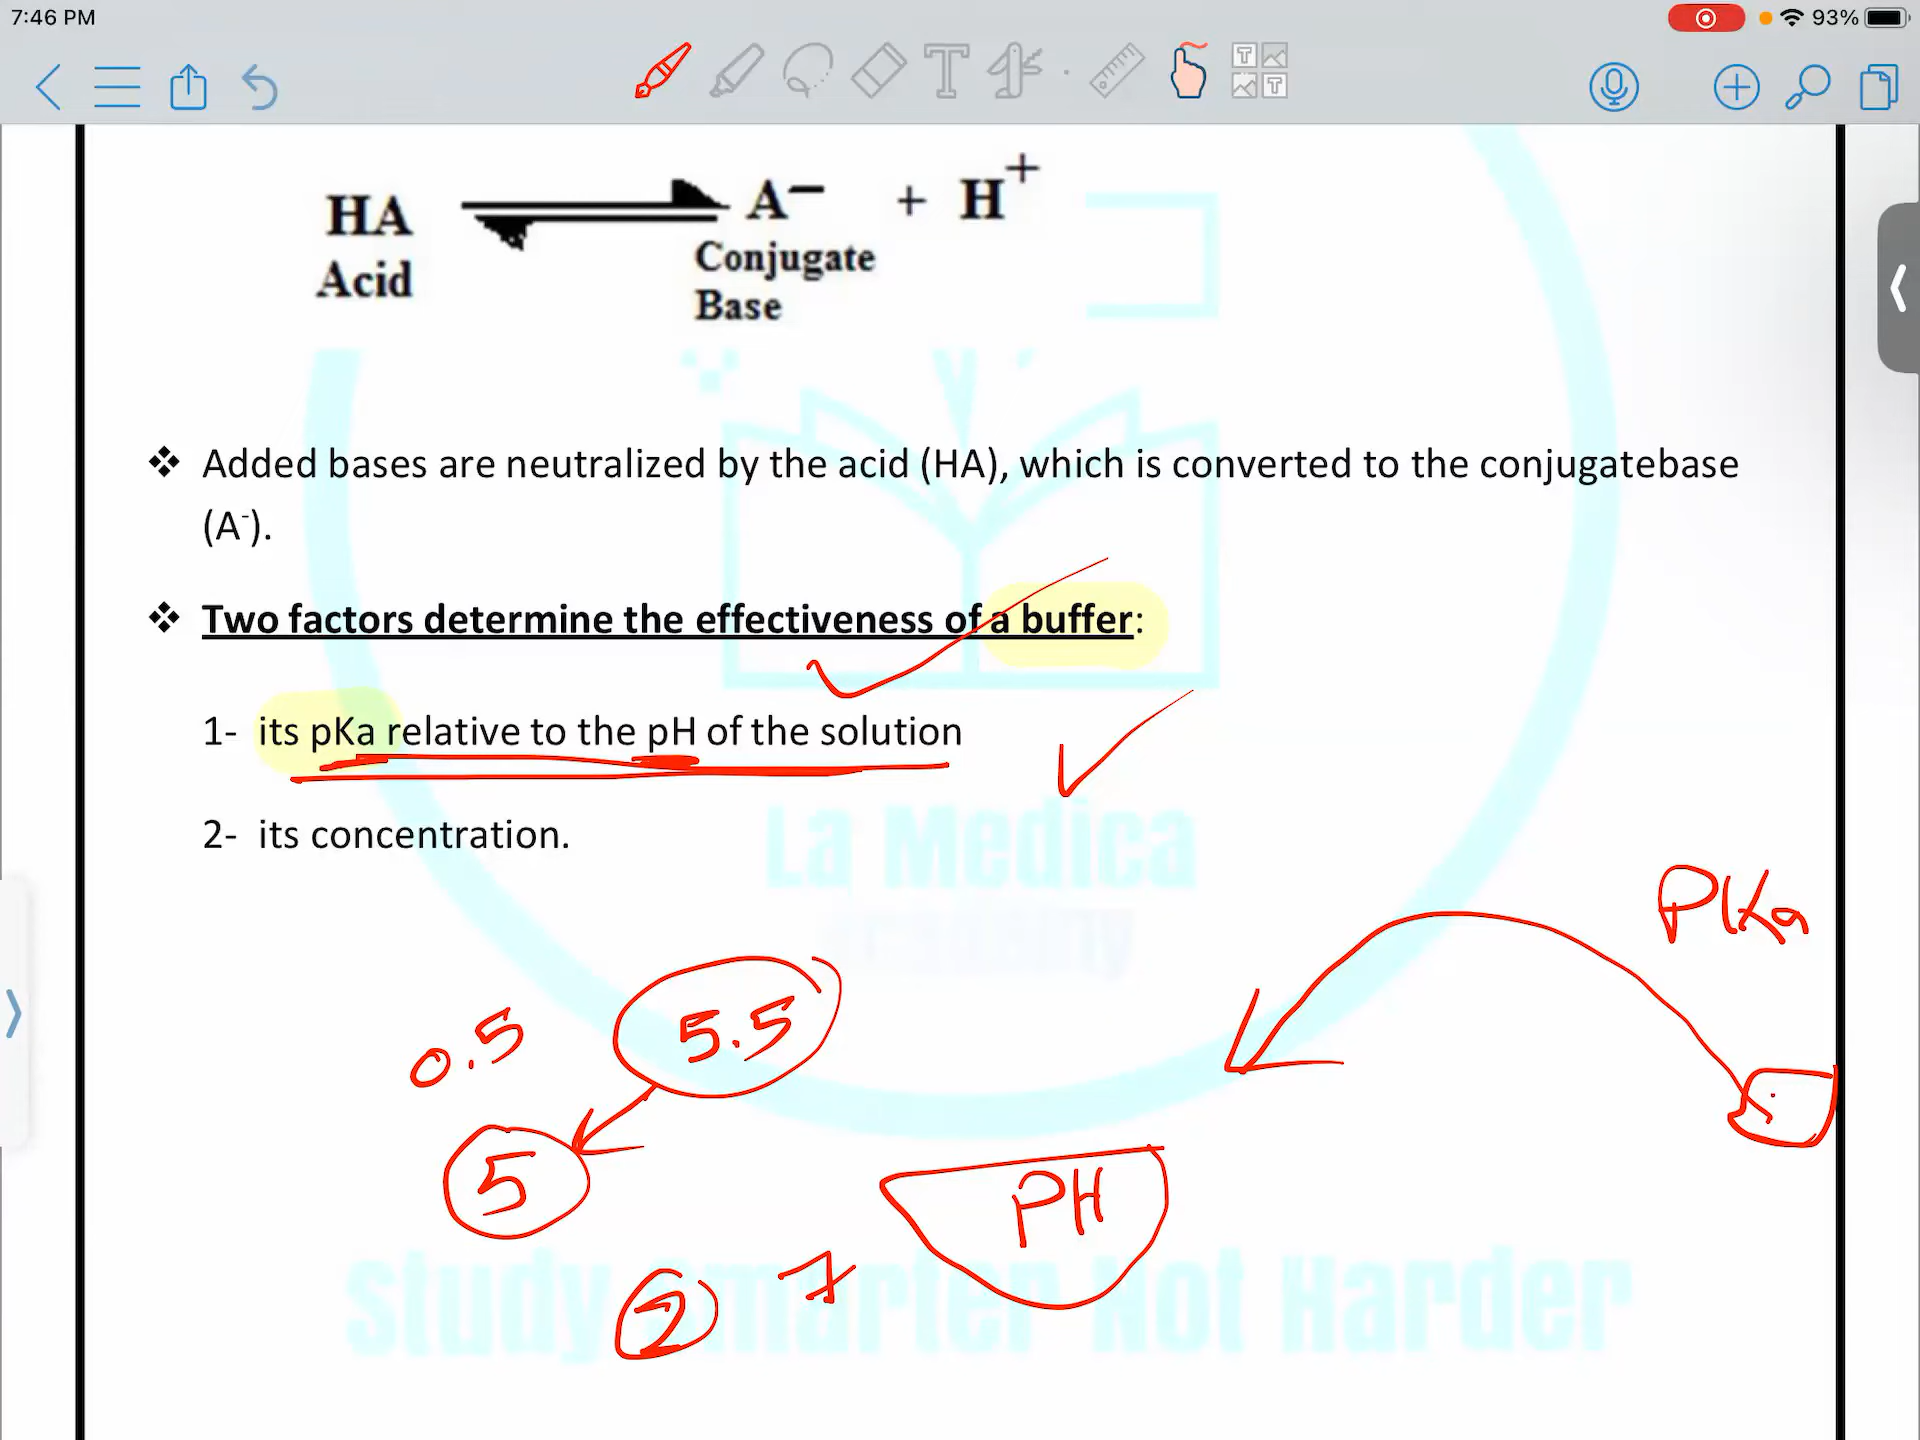 7:46 PM
93%
HA
A⁻ + H⁺
Acid
Conjugate
Base
❖ Added bases are neutralized by the acid (HA), which is converted to the conjugatebase
(A⁻).
❖ Two factors determine the effectiveness of a buffer:
1- its pKa relative to the pH of the solution
2- its concentration.
La Medica
PKa
0.5
5.5
5
PH
7
2
Study Smarter Not Harder